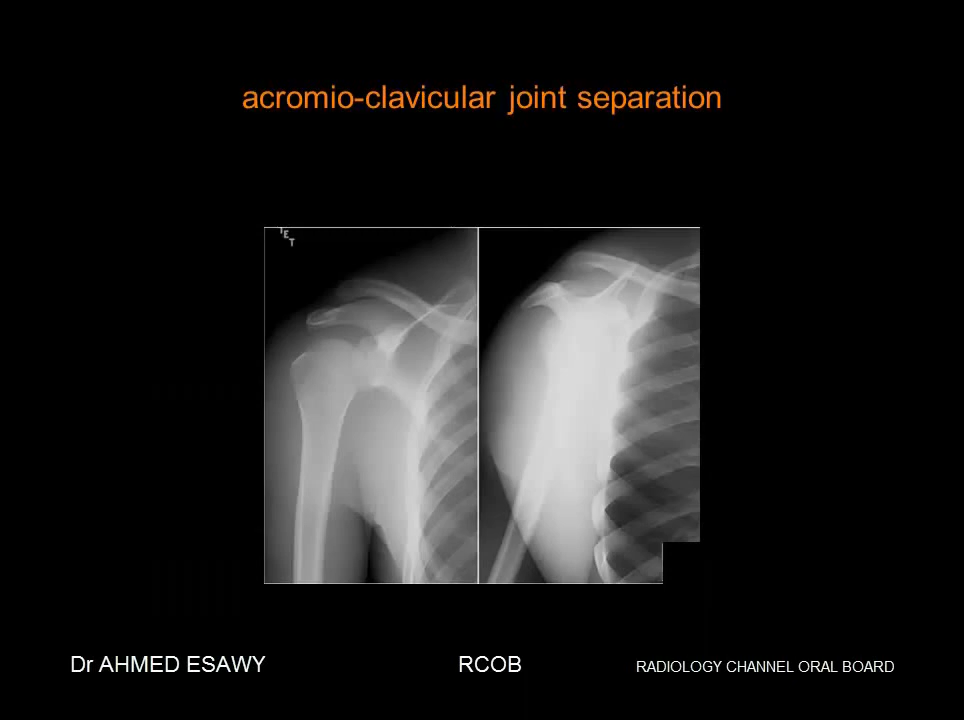 acromio-clavicular joint separation
Dr AHMED ESAWY
RCOB
RADIOLOGY CHANNEL ORAL BOARD